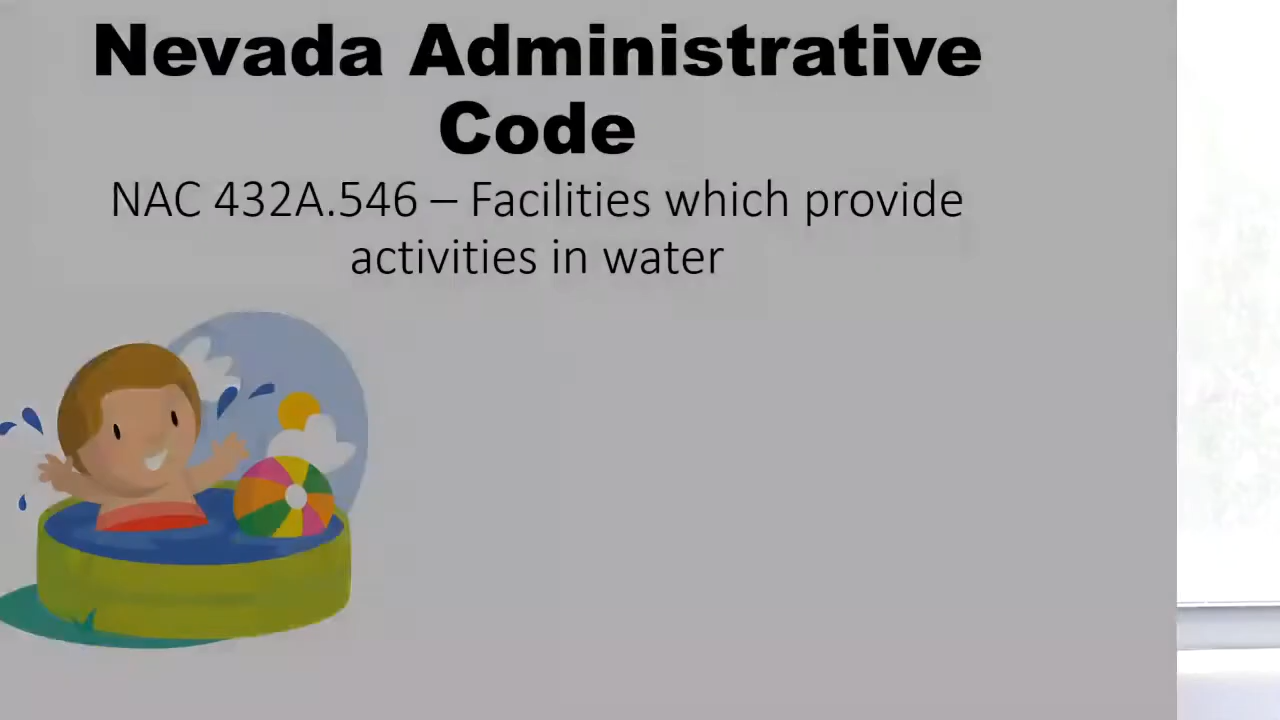 Nevada Administrative
Code
NAC 432A.546 – Facilities which provide
activities in water